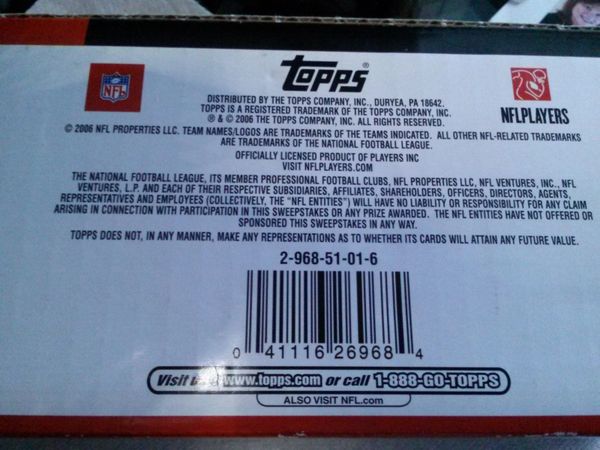 NFL
Topps®
NFLPLAYERS
DISTRIBUTED BY THE TOPPS COMPANY, INC., DURYEA, PA 18642.
TOPPS IS A REGISTERED TRADEMARK OF THE TOPPS COMPANY, INC.
® & © 2006 THE TOPPS COMPANY, INC. ALL RIGHTS RESERVED.
© 2006 NFL PROPERTIES LLC. TEAM NAMES/LOGOS ARE TRADEMARKS OF THE TEAMS INDICATED. ALL OTHER NFL-RELATED TRADEMARKS
ARE TRADEMARKS OF THE NATIONAL FOOTBALL LEAGUE.
OFFICIALLY LICENSED PRODUCT OF PLAYERS INC
VISIT NFLPLAYERS.COM
THE NATIONAL FOOTBALL LEAGUE, ITS MEMBER PROFESSIONAL FOOTBALL CLUBS, NFL PROPERTIES LLC, NFL VENTURES, INC., NFL
VENTURES, L.P. AND EACH OF THEIR RESPECTIVE SUBSIDIARIES, AFFILIATES, SHAREHOLDERS, OFFICERS, DIRECTORS, AGENTS,
REPRESENTATIVES AND EMPLOYEES (COLLECTIVELY, THE "NFL ENTITIES") WILL HAVE NO LIABILITY OR RESPONSIBILITY FOR ANY CLAIM
ARISING IN CONNECTION WITH PARTICIPATION IN THIS SWEEPSTAKES OR ANY PRIZE AWARDED. THE NFL ENTITIES HAVE NOT OFFERED OR
SPONSORED THIS SWEEPSTAKES IN ANY WAY.
TOPPS DOES NOT, IN ANY MANNER, MAKE ANY REPRESENTATIONS AS TO WHETHER ITS CARDS WILL ATTAIN ANY FUTURE VALUE.
2-968-51-01-6
0 41116 26968 4
Visit www.topps.com or call 1-888-GO-TOPPS
ALSO VISIT NFL.com